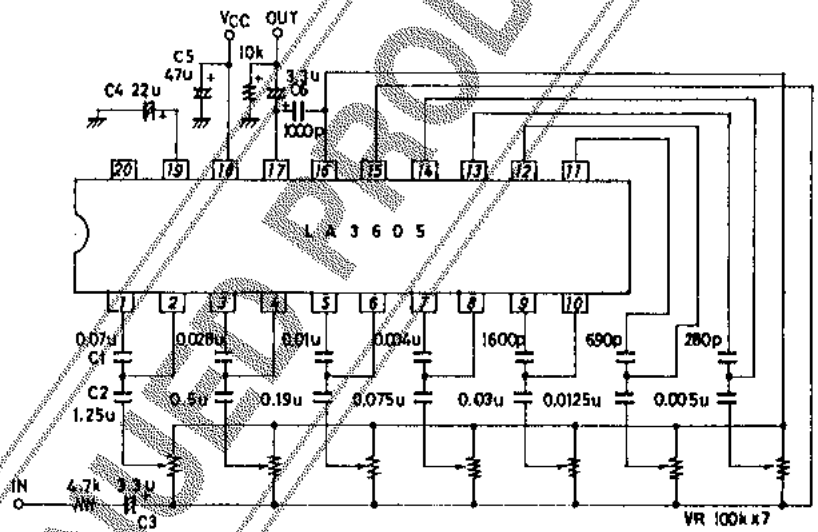 VCC OUT
C5
47u
+
10k
+
3.3u
C6
1000p
C4 22u
+
20 19 18 17 16 15 14 13 12 11
LA3605
1 2 3 4 5 6 7 8 9 10
0.07u
C1
0.028u
0.01u
0.004u
1600p
690p
280p
C2
1.25u
0.5u
0.19u
0.075u
0.03u
0.0125u
0.005u
IN
4.7k
3.3u
C3
VR 100k x7
UED PROD